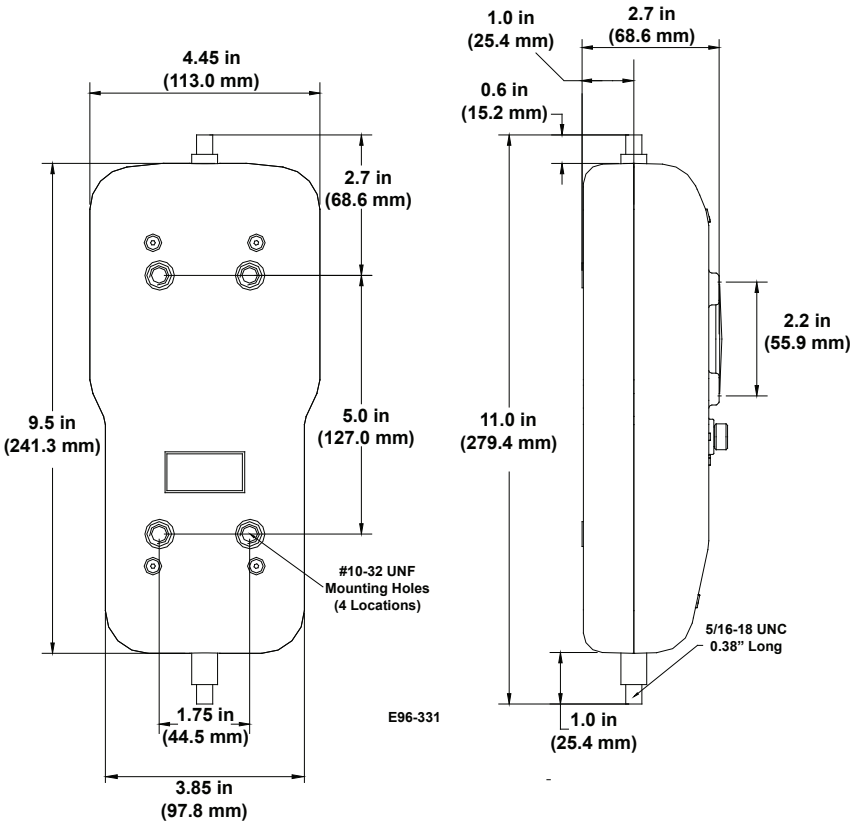 4.45 in
(113.0 mm)
2.7 in
(68.6 mm)
9.5 in
(241.3 mm)
5.0 in
(127.0 mm)
#10-32 UNF
Mounting Holes
(4 Locations)
1.75 in
(44.5 mm)
3.85 in
(97.8 mm)
E96-331
1.0 in
(25.4 mm)
2.7 in
(68.6 mm)
0.6 in
(15.2 mm)
11.0 in
(279.4 mm)
2.2 in
(55.9 mm)
5/16-18 UNC
0.38” Long
1.0 in
(25.4 mm)